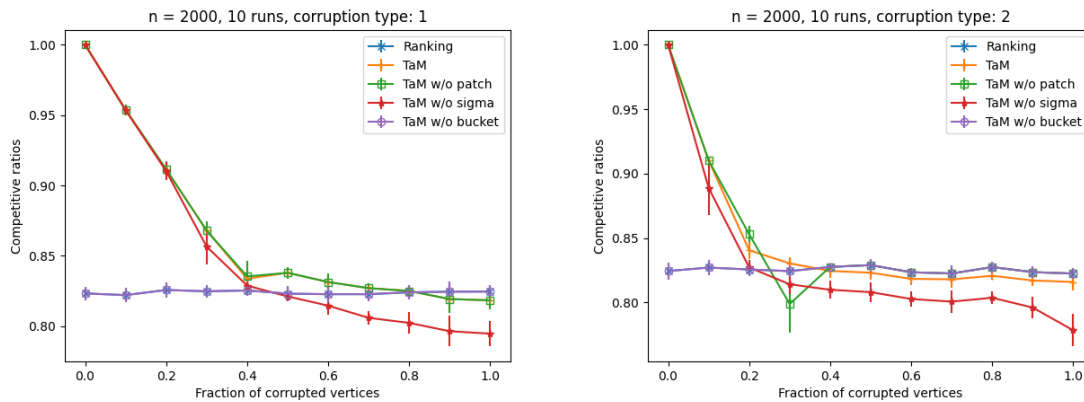 n = 2000, 10 runs, corruption type: 1
Competitive ratios
1.00
0.95
0.90
0.85
0.80
Ranking
TaM
TaM w/o patch
TaM w/o sigma
TaM w/o bucket
0.0 0.2 0.4 0.6 0.8 1.0
Fraction of corrupted vertices
n = 2000, 10 runs, corruption type: 2
Competitive ratios
1.00
0.95
0.90
0.85
0.80
Ranking
TaM
TaM w/o patch
TaM w/o sigma
TaM w/o bucket
0.0 0.2 0.4 0.6 0.8 1.0
Fraction of corrupted vertices